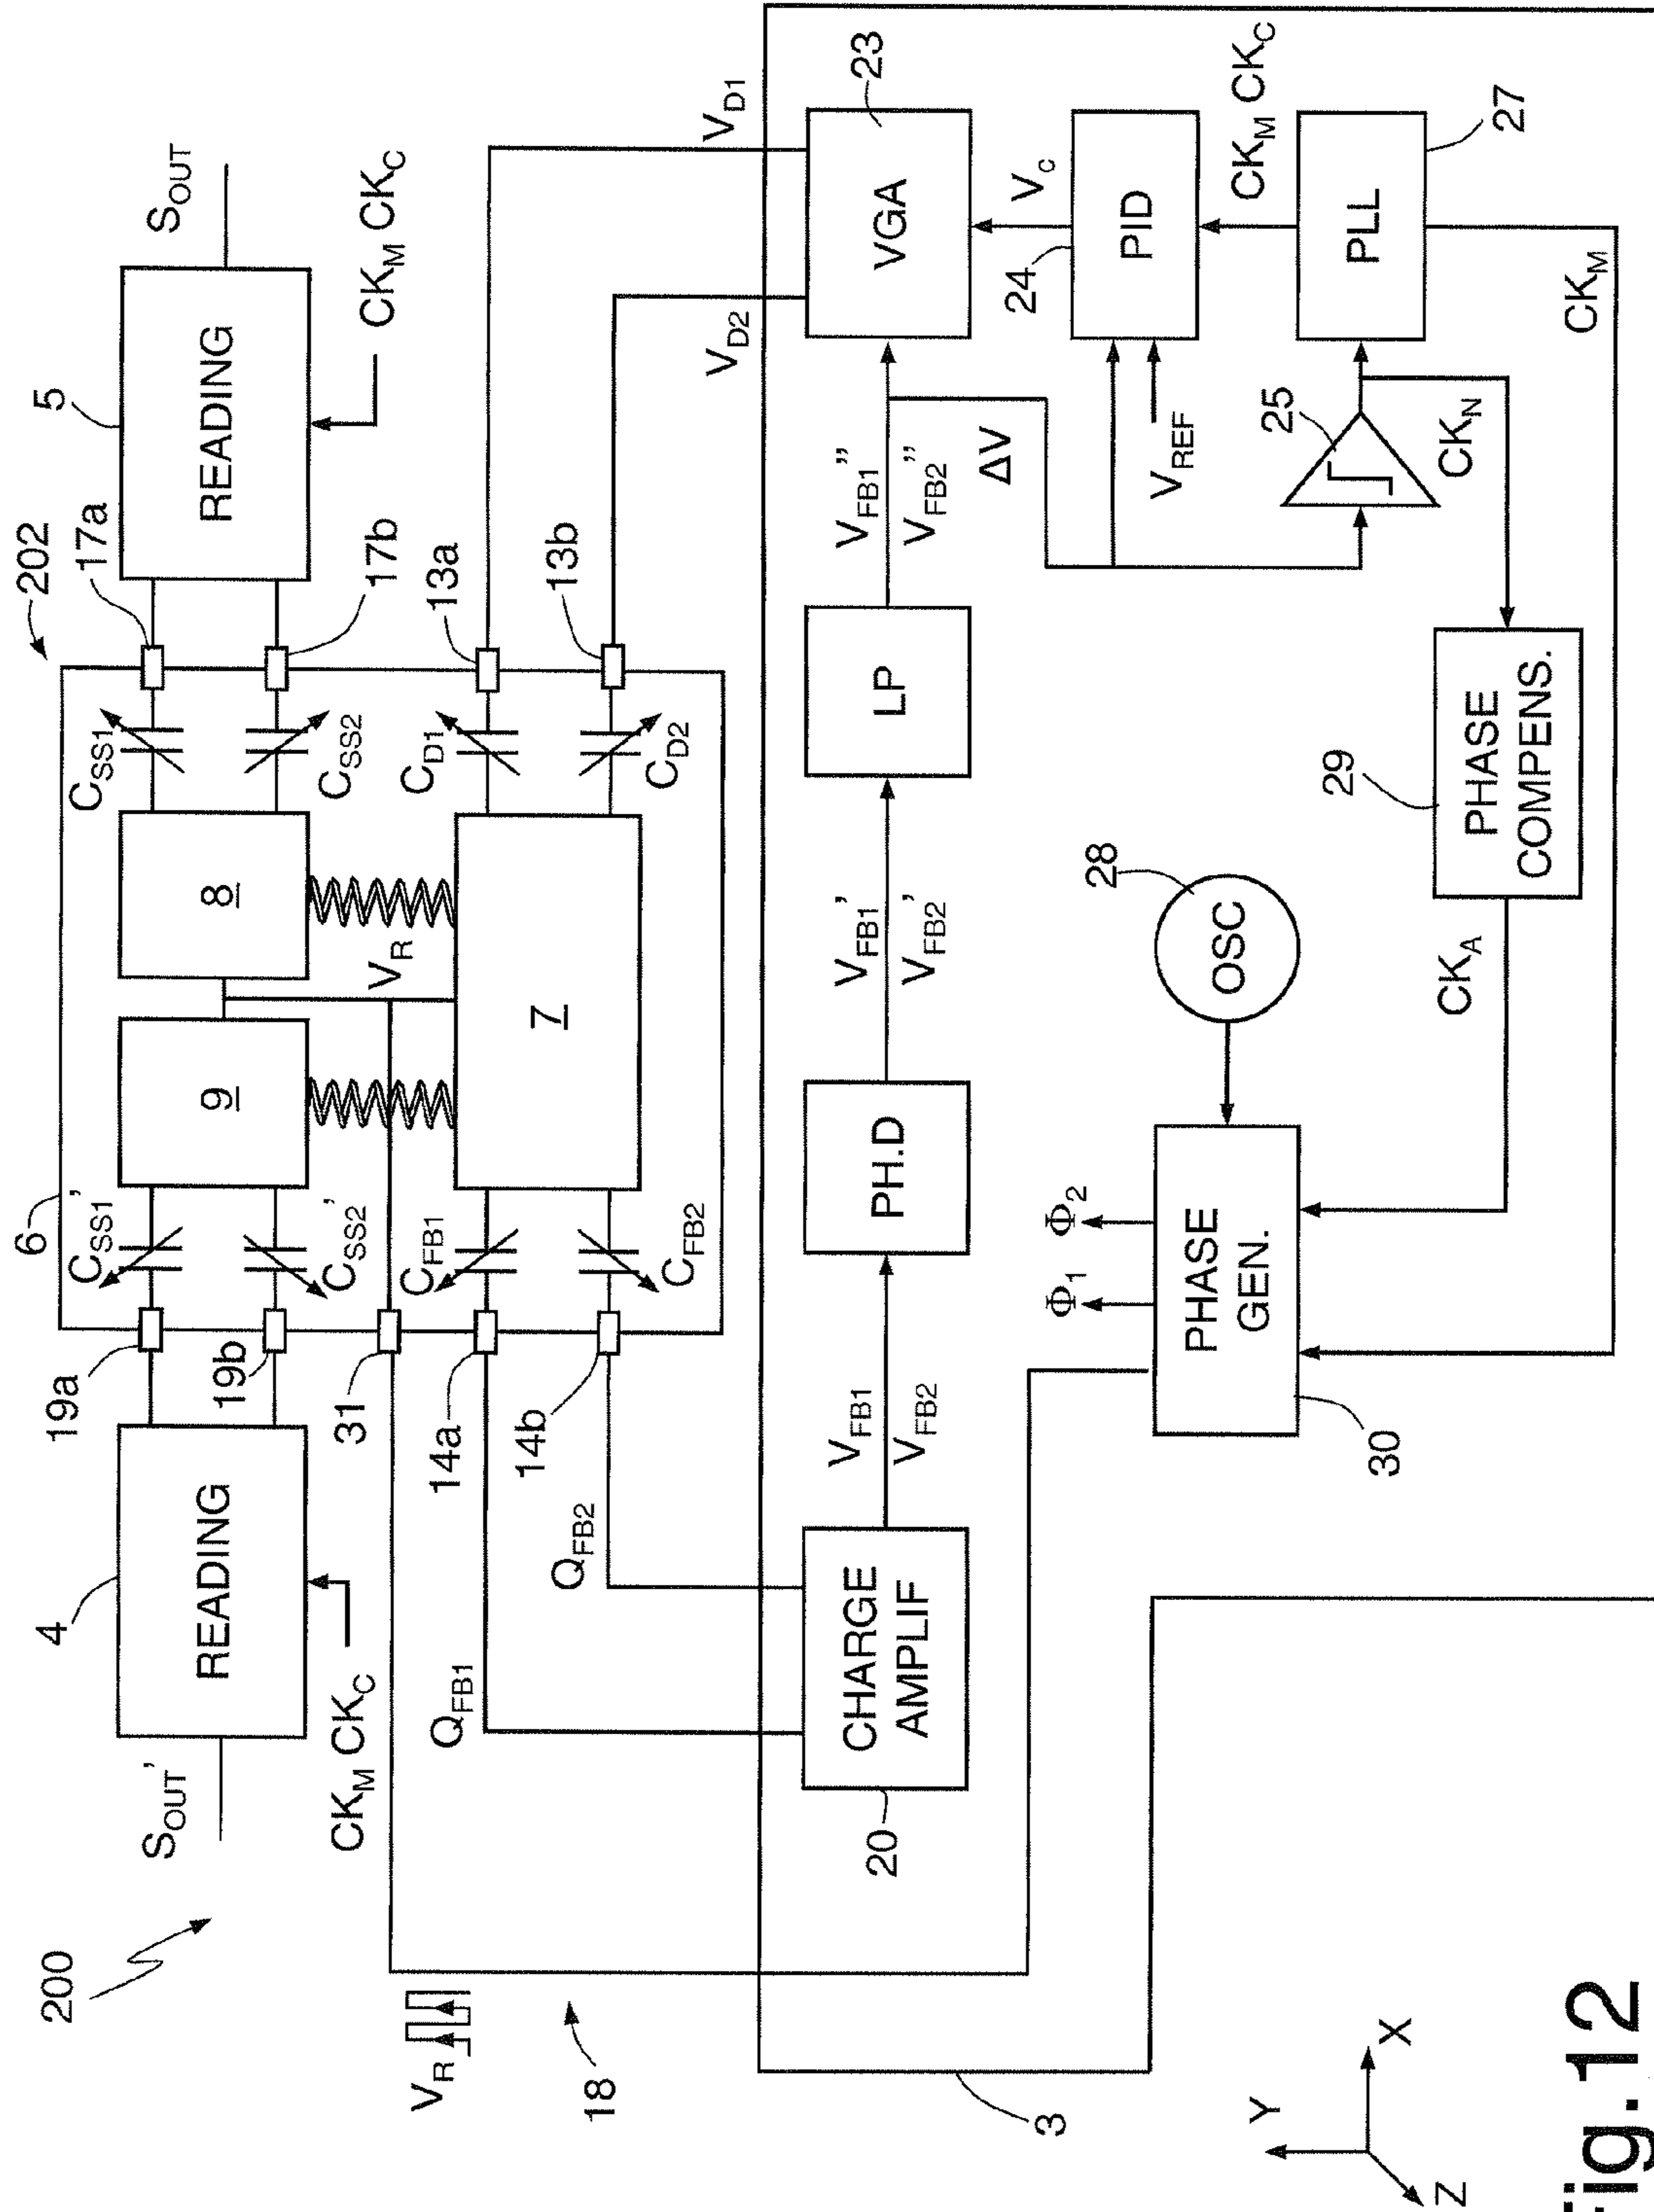 200
S_OUT'
4
READING
CK_M CK_C
19a
19b
6
C_SS1'
C_SS2'
9
8
C_SS1
C_SS2
202
17a
17b
5
READING
S_OUT
CK_M CK_C
V_R
18
31
V_R
Q_FB1
Q_FB2
14a
14b
C_FB1
C_FB2
7
C_D1
C_D2
13a
13b
V_D2
V_D1
3
20
CHARGE
AMPLIF
V_FB1
V_FB2
PH.D
V_FB1'
V_FB2'
LP
V_FB1"
V_FB2"
ΔV
VGA
23
V_c
24
PID
V_REF
CK_M CK_C
25
PLL
27
CK_N
CK_M
28
OSC
Φ_1
Φ_2
PHASE
GEN.
30
CK_A
29
PHASE
COMPENS.
Y
X
Z
Fig.12